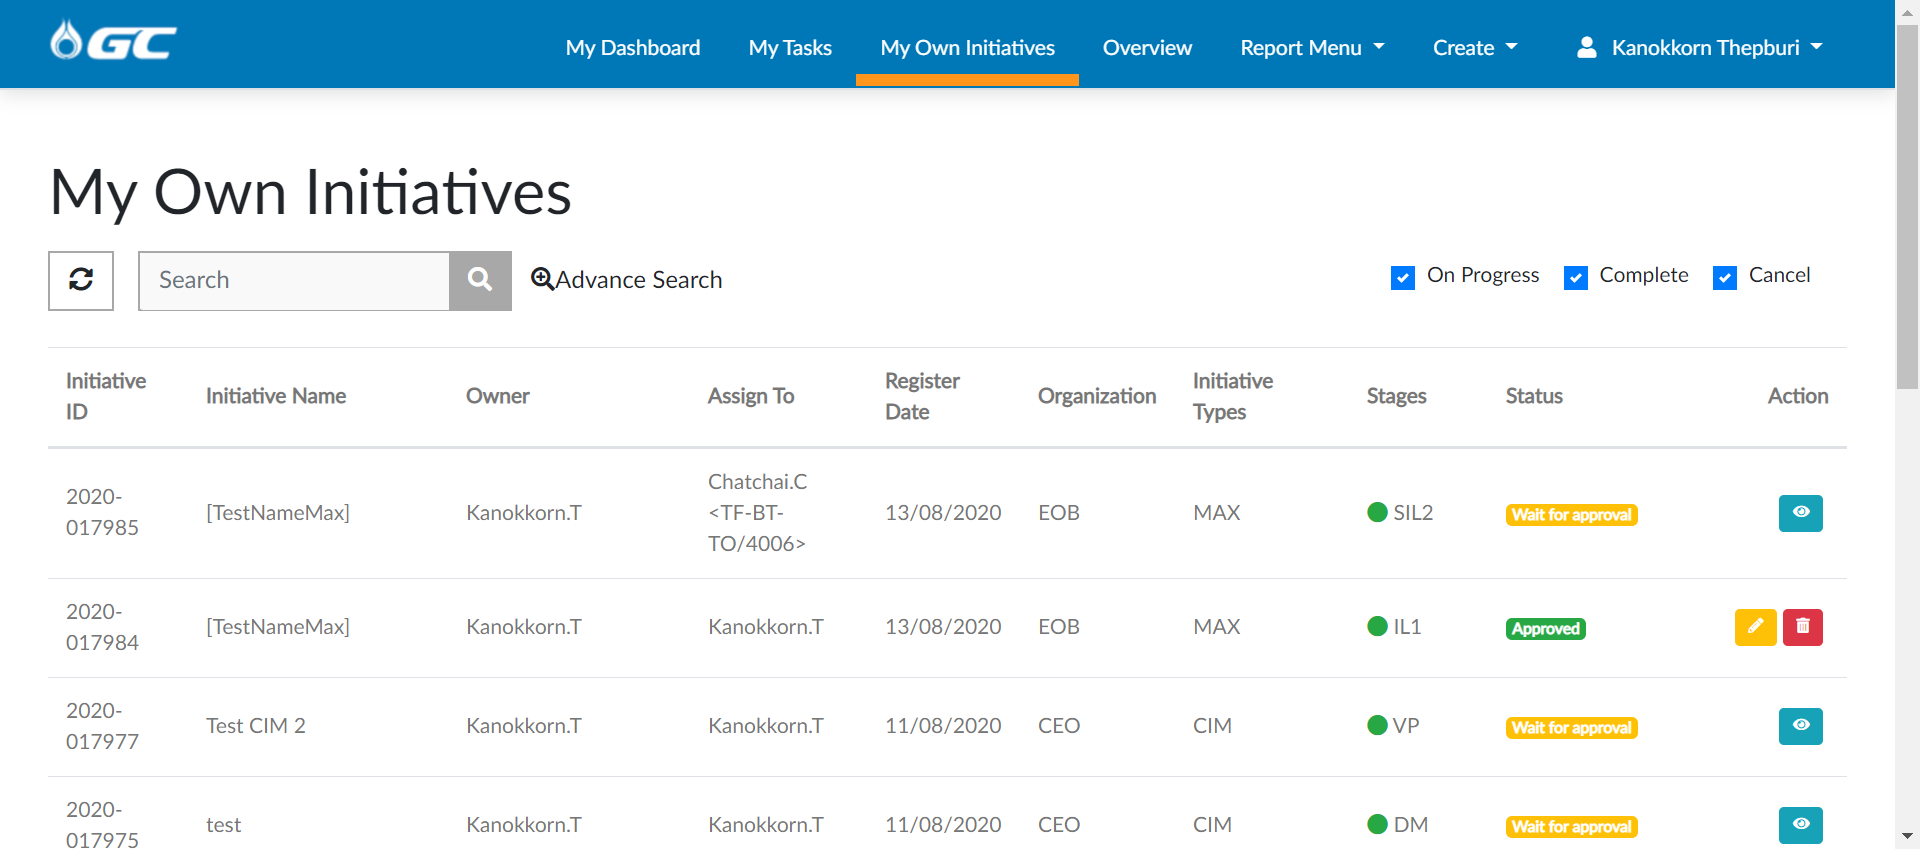 GC
My Dashboard My Tasks My Own Initiatives Overview Report Menu Create Kanokkorn Thepburi
My Own Initiatives
Search Advance Search On Progress Complete Cancel
Initiative ID Initiative Name Owner Assign To Register Date Organization Initiative Types Stages Status Action
2020-017985 [TestNameMax] Kanokkorn.T Chatchai.C <TF-BT-TO/4006> 13/08/2020 EOB MAX SIL2 Wait for approval
2020-017984 [TestNameMax] Kanokkorn.T Kanokkorn.T 13/08/2020 EOB MAX IL1 Approved
2020-017977 Test CIM 2 Kanokkorn.T Kanokkorn.T 11/08/2020 CEO CIM VP Wait for approval
2020-017975 test Kanokkorn.T Kanokkorn.T 11/08/2020 CEO CIM DM Wait for approval